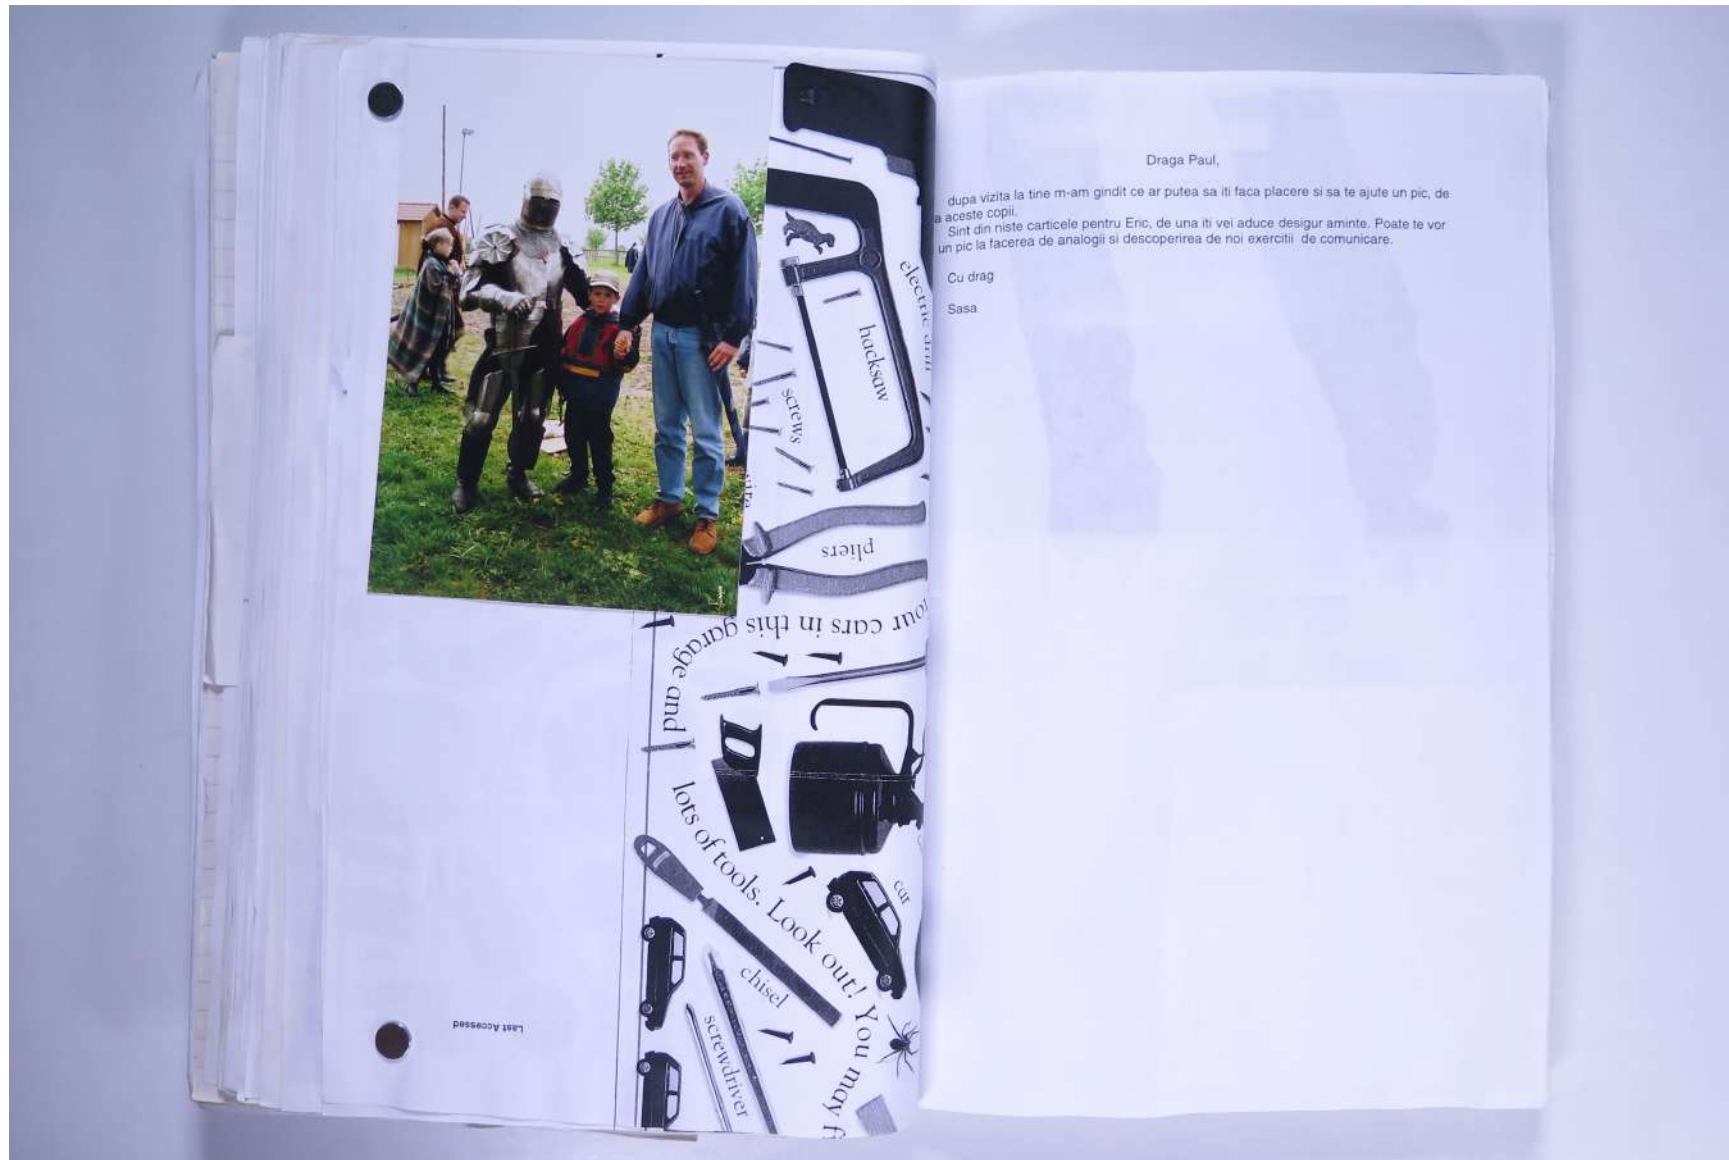 electric drill
hacksaw
screws
pliers
our cars in this garage and
lots of tools. Look out! You may
car
chisel
screwdriver
Last Accessed
Draga Paul,
dupa vizita la tine m-am gindit ce ar putea sa iti faca placere si sa te ajute un pic, de
a aceste copii.
Sint din niste carticele pentru Eric, de una iti vei aduce desigur aminte. Poate te vor
un pic la facerea de analogii si descoperirea de noi exercitii de comunicare.
Cu drag
Sasa